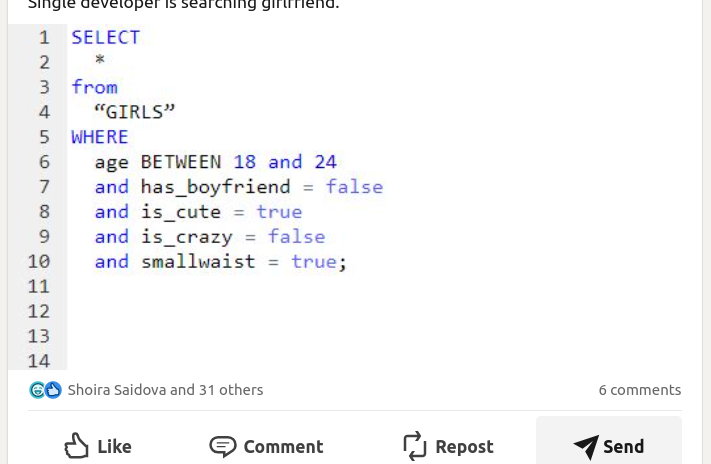 Single developer is searching girlfriend.
1 SELECT
2 *
3 from
4 “GIRLS”
5 WHERE
6 age BETWEEN 18 and 24
7 and has_boyfriend = false
8 and is_cute = true
9 and is_crazy = false
10 and smallwaist = true;
11
12
13
14
Shoira Saidova and 31 others 6 comments
Like Comment Repost Send